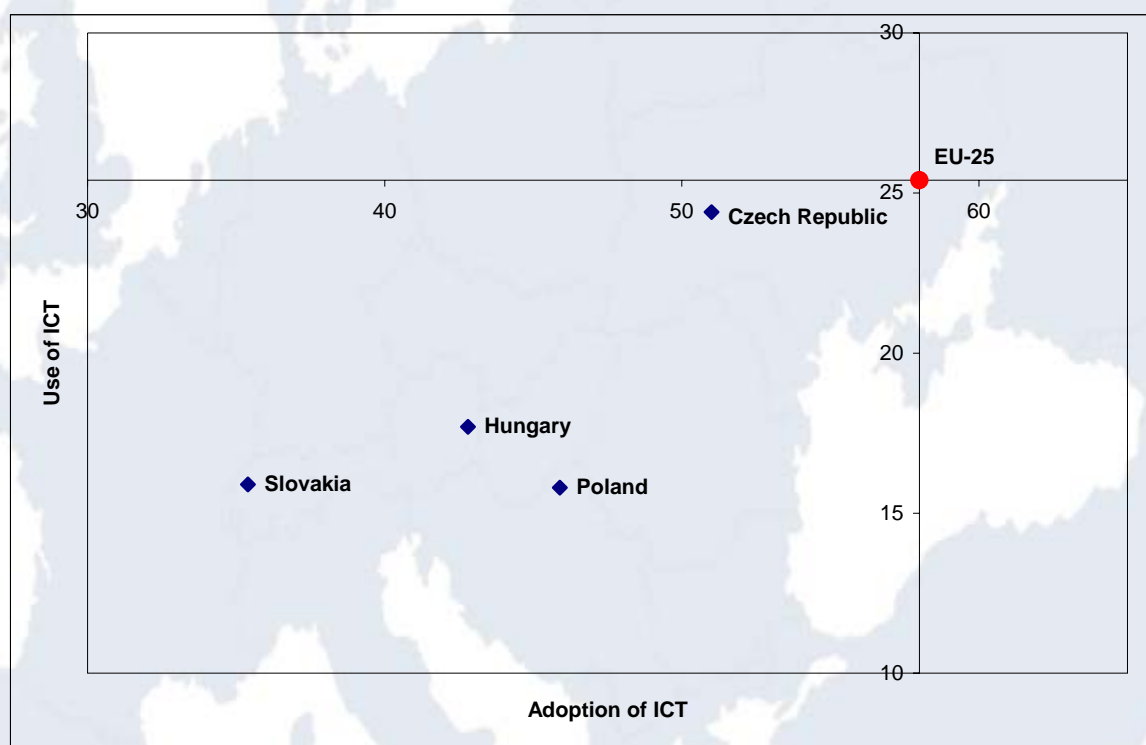 30
EU-25
25
30
40
50
60
Czech Republic
Use of ICT
20
Hungary
Slovakia
Poland
15
10
Adoption of ICT